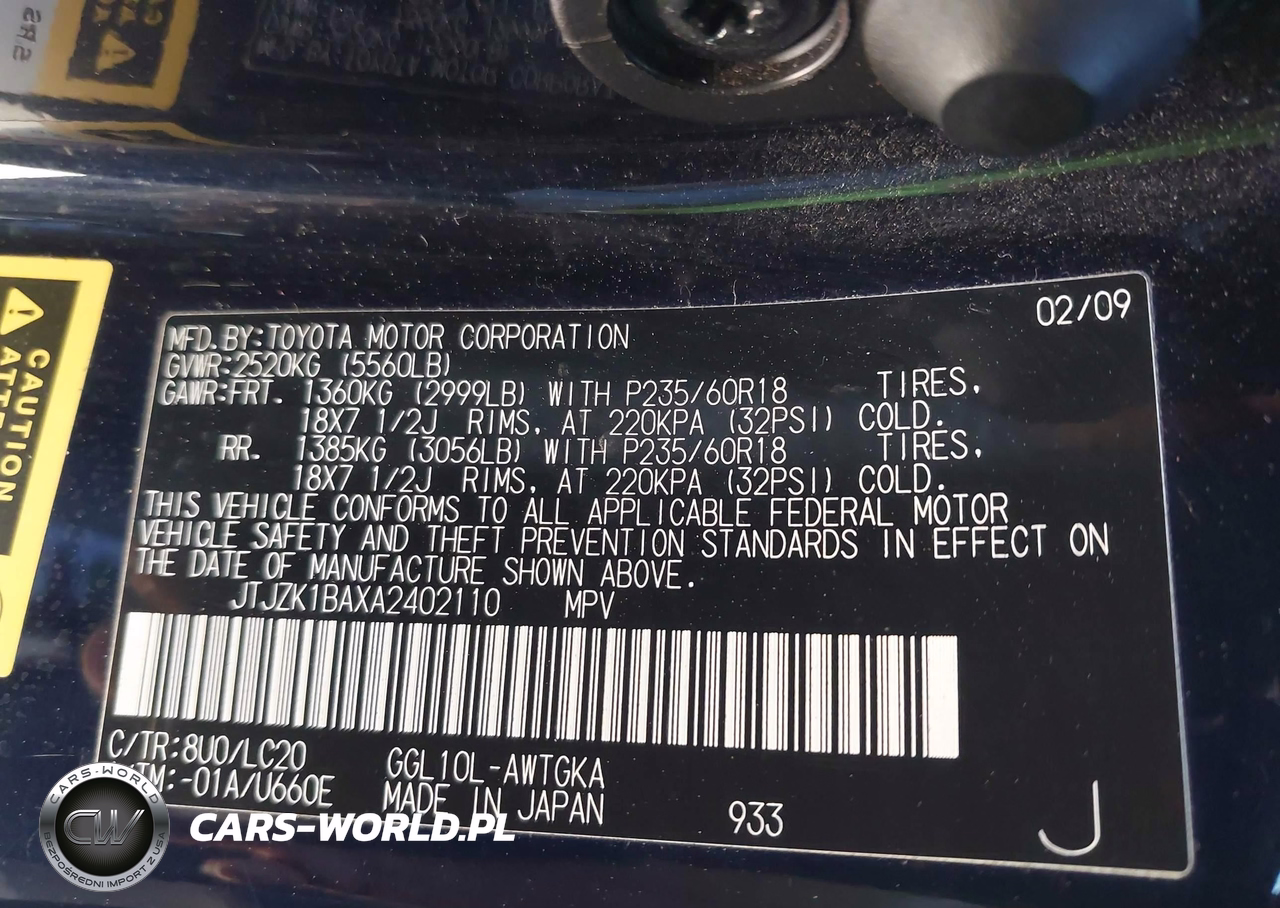 02/09
MFD. BY:TOYOTA MOTOR CORPORATION
GVWR:2520KG (5560LB)
GAWR:FRT. 1360KG (2999LB) WITH P235/60R18 TIRES,
18X7 1/2J RIMS, AT 220KPA (32PSI) COLD.
RR. 1385KG (3056LB) WITH P235/60R18 TIRES,
18X7 1/2J RIMS, AT 220KPA (32PSI) COLD.
THIS VEHICLE CONFORMS TO ALL APPLICABLE FEDERAL MOTOR
VEHICLE SAFETY AND THEFT PREVENTION STANDARDS IN EFFECT ON
THE DATE OF MANUFACTURE SHOWN ABOVE.
JTJZK1BAXA2402110 MPV
C/TR:8U0/LC20 GGL10L-AWTGKA
/TM:-01A/U660E MADE IN JAPAN 933
J
CAUTION
CARS-WORLD
CW
BEZPOŚREDNI IMPORT Z USA
CARS-WORLD.PL